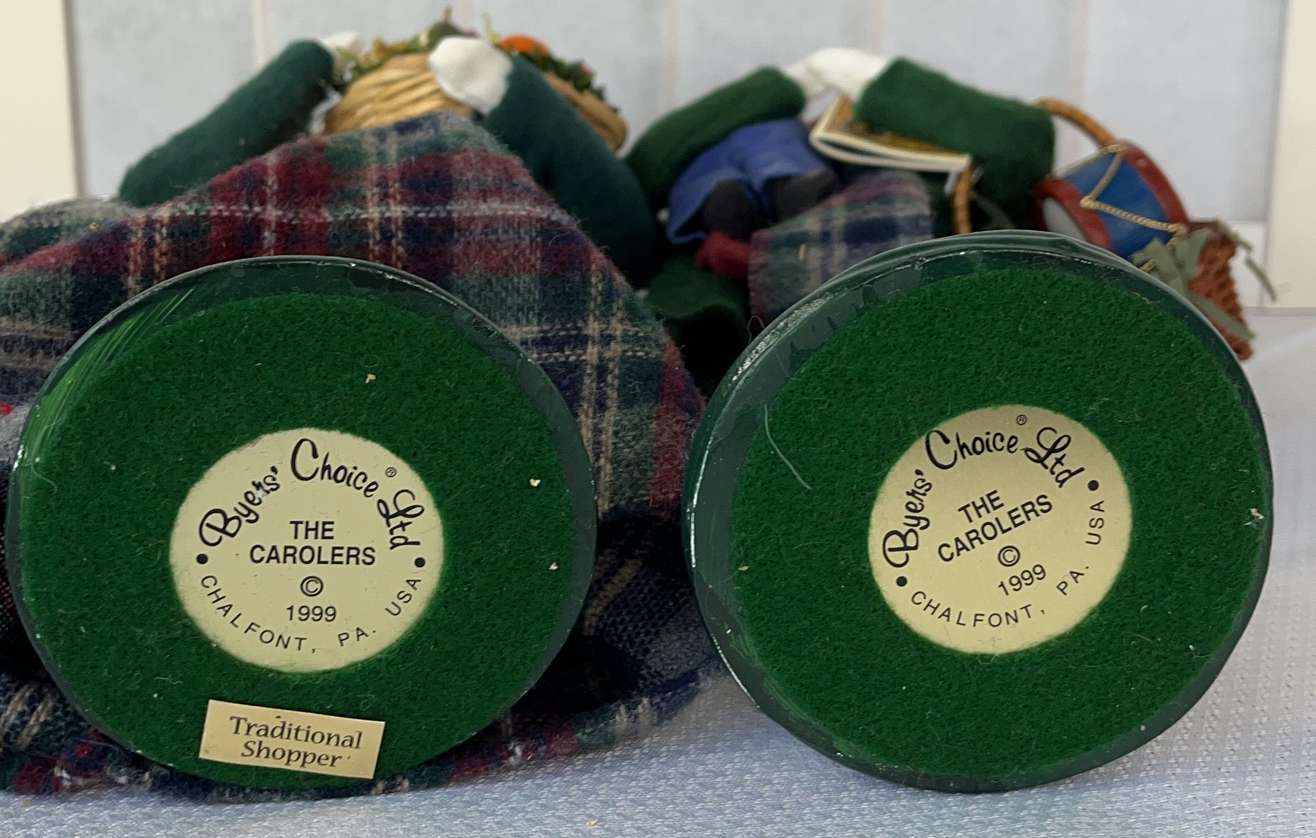 Byers' Choice® Ltd
THE
CAROLERS
©
1999
CHALFONT, PA. USA
Traditional
Shopper
Byers' Choice® Ltd
THE
CAROLERS
©
1999
CHALFONT, PA. USA